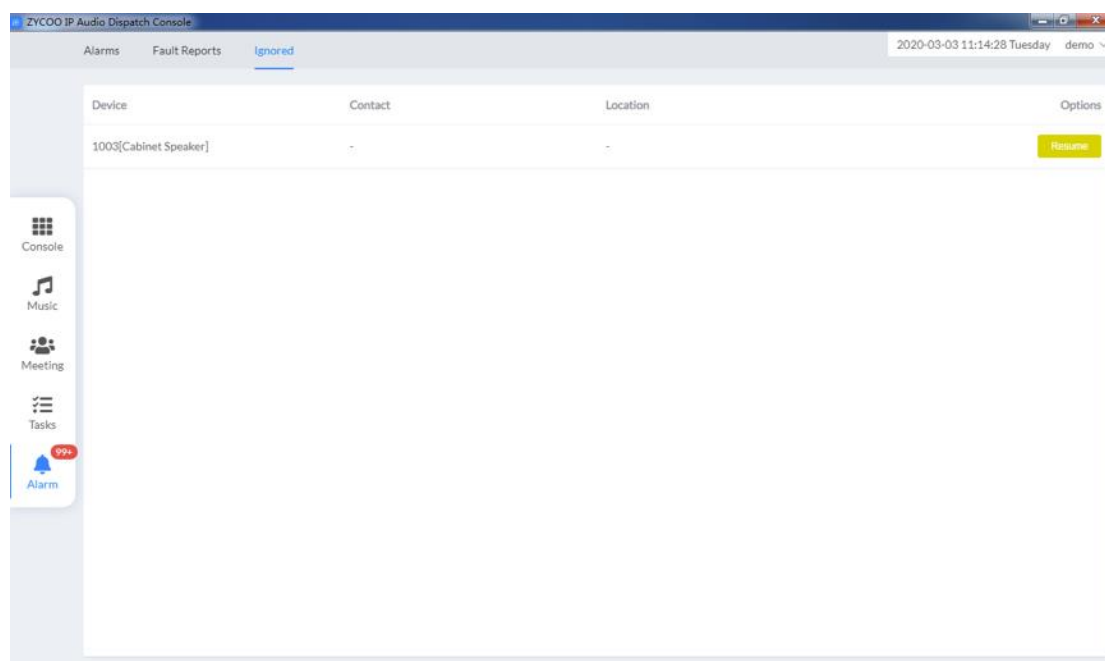 ZYCOO IP Audio Dispatch Console
Alarms Fault Reports Ignored 2020-03-03 11:14:28 Tuesday demo
Device Contact Location Options
1003[Cabinet Speaker] - - Resume
Console
Music
Meeting
Tasks
99+
Alarm